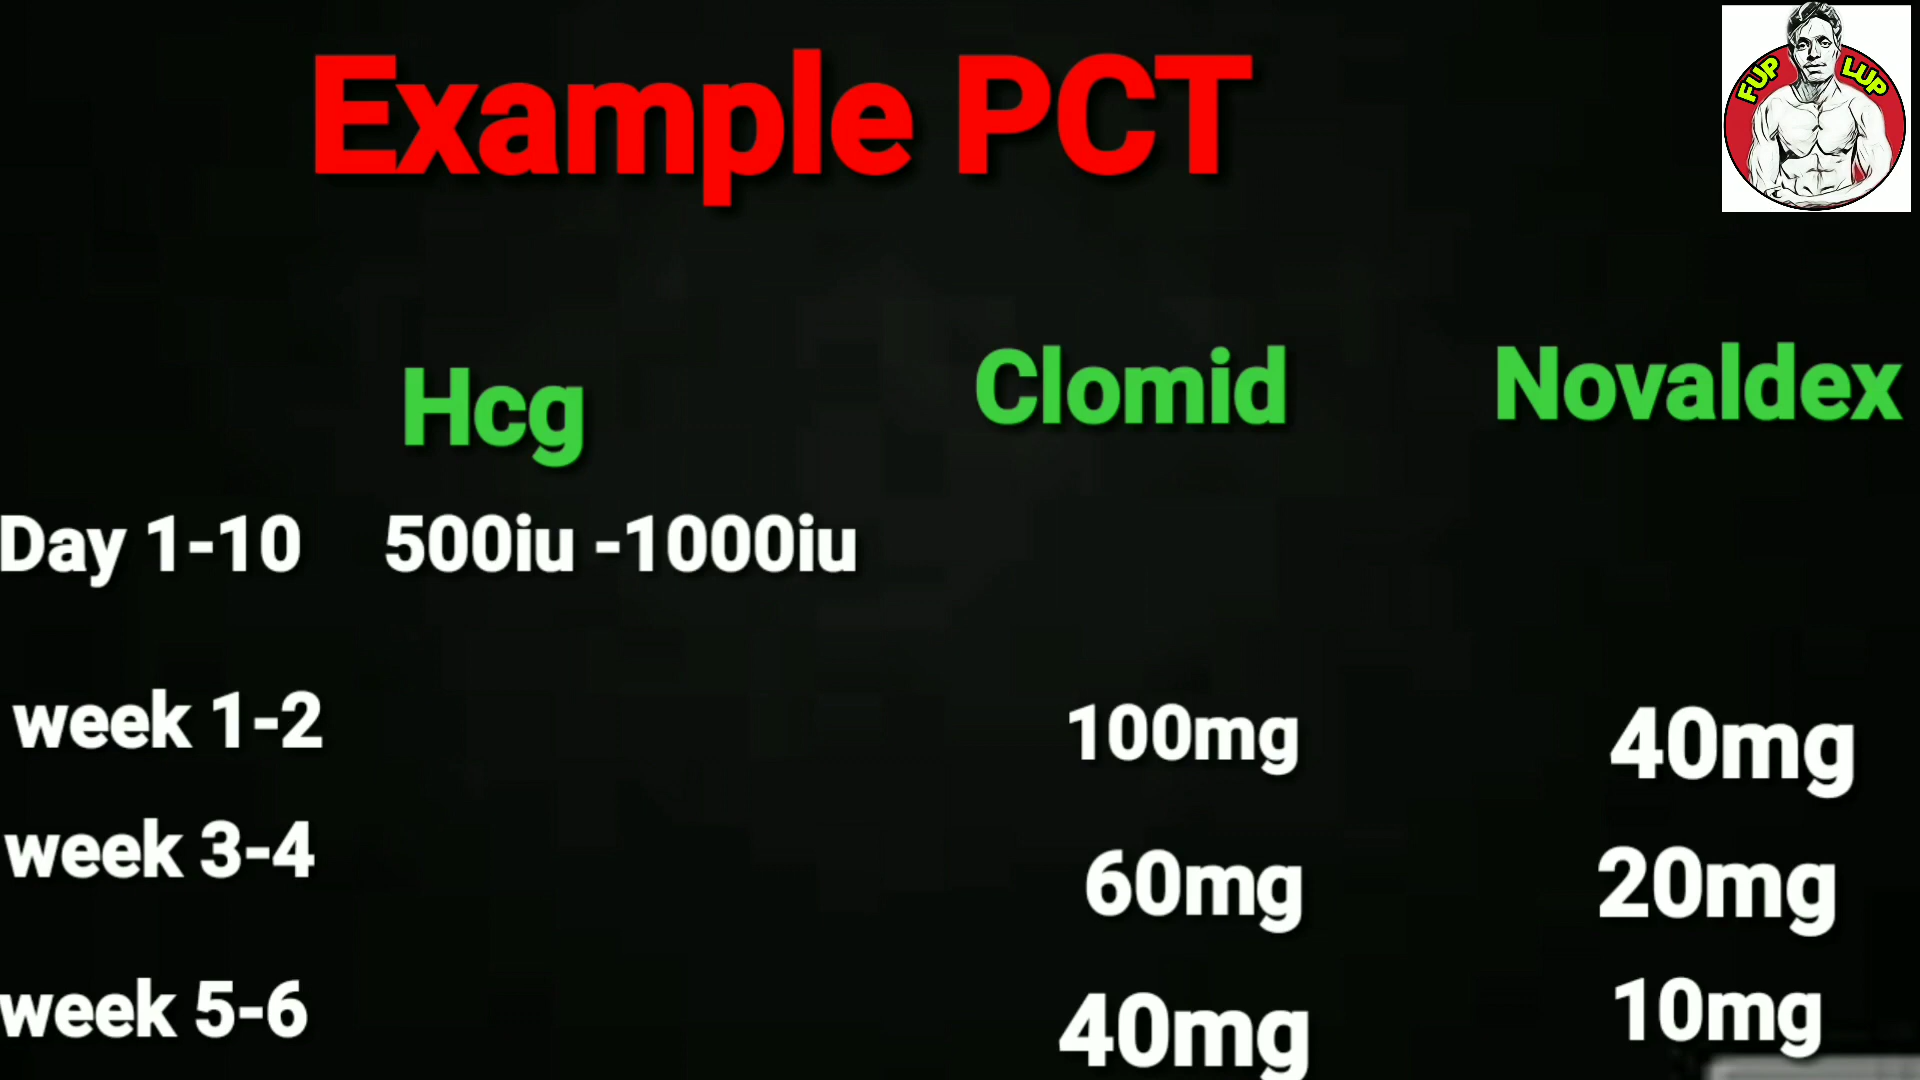 Example PCT
FUP LUP
Hcg Clomid Novaldex
Day 1-10 500iu -1000iu
week 1-2 100mg 40mg
week 3-4 60mg 20mg
week 5-6 40mg 10mg